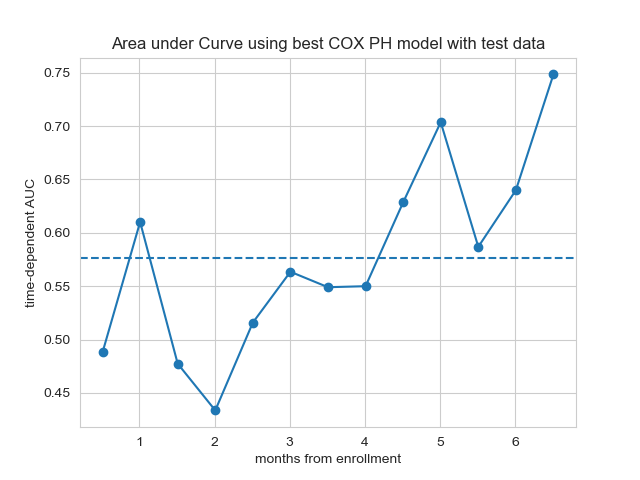 Area under Curve using best COX PH model with test data
0.75
0.70
0.65
0.60
0.55
0.50
0.45
time-dependent AUC
1 2 3 4 5 6
months from enrollment